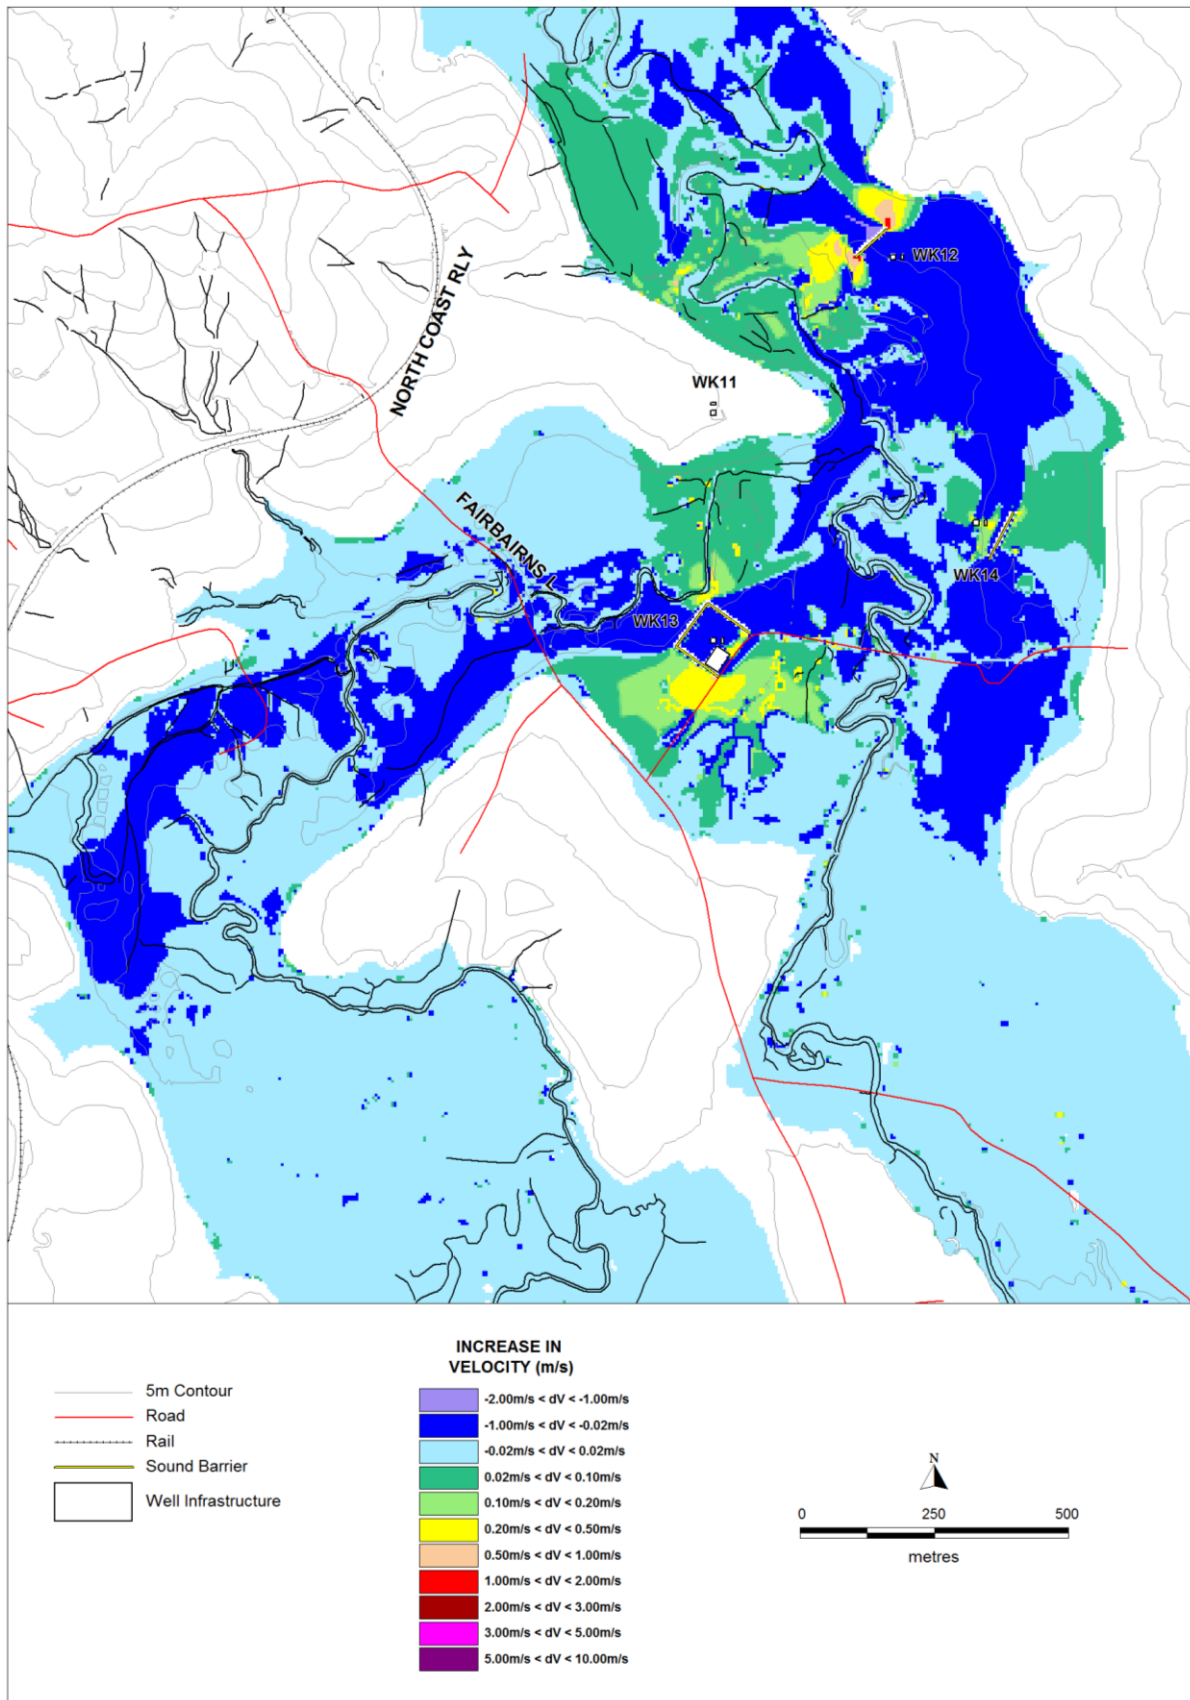 NORTH COAST RLY
WK12
WK11
FAIRBAIRNS L
WK14
WK13
INCREASE IN
VELOCITY (m/s)
5m Contour
Road
Rail
Sound Barrier
Well Infrastructure
-2.00m/s < dV < -1.00m/s
-1.00m/s < dV < -0.02m/s
-0.02m/s < dV < 0.02m/s
0.02m/s < dV < 0.10m/s
0.10m/s < dV < 0.20m/s
0.20m/s < dV < 0.50m/s
0.50m/s < dV < 1.00m/s
1.00m/s < dV < 2.00m/s
2.00m/s < dV < 3.00m/s
3.00m/s < dV < 5.00m/s
5.00m/s < dV < 10.00m/s
N
0 250 500
metres